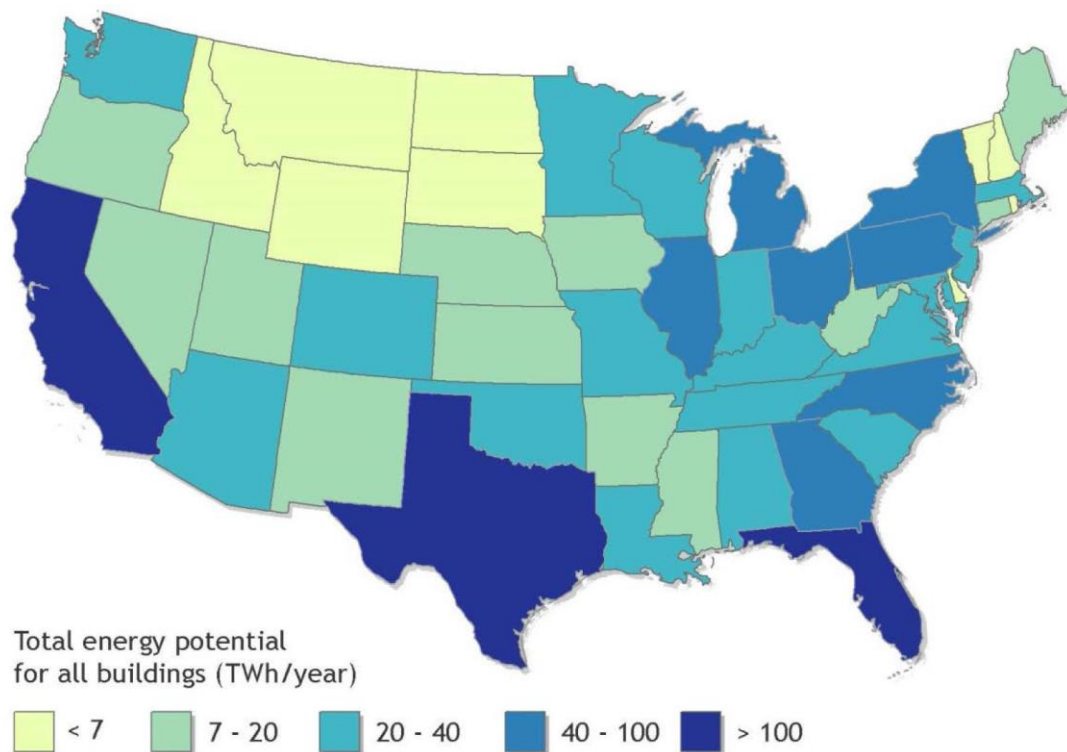 Total energy potential
for all buildings (TWh/year)
< 7 7 - 20 20 - 40 40 - 100 > 100